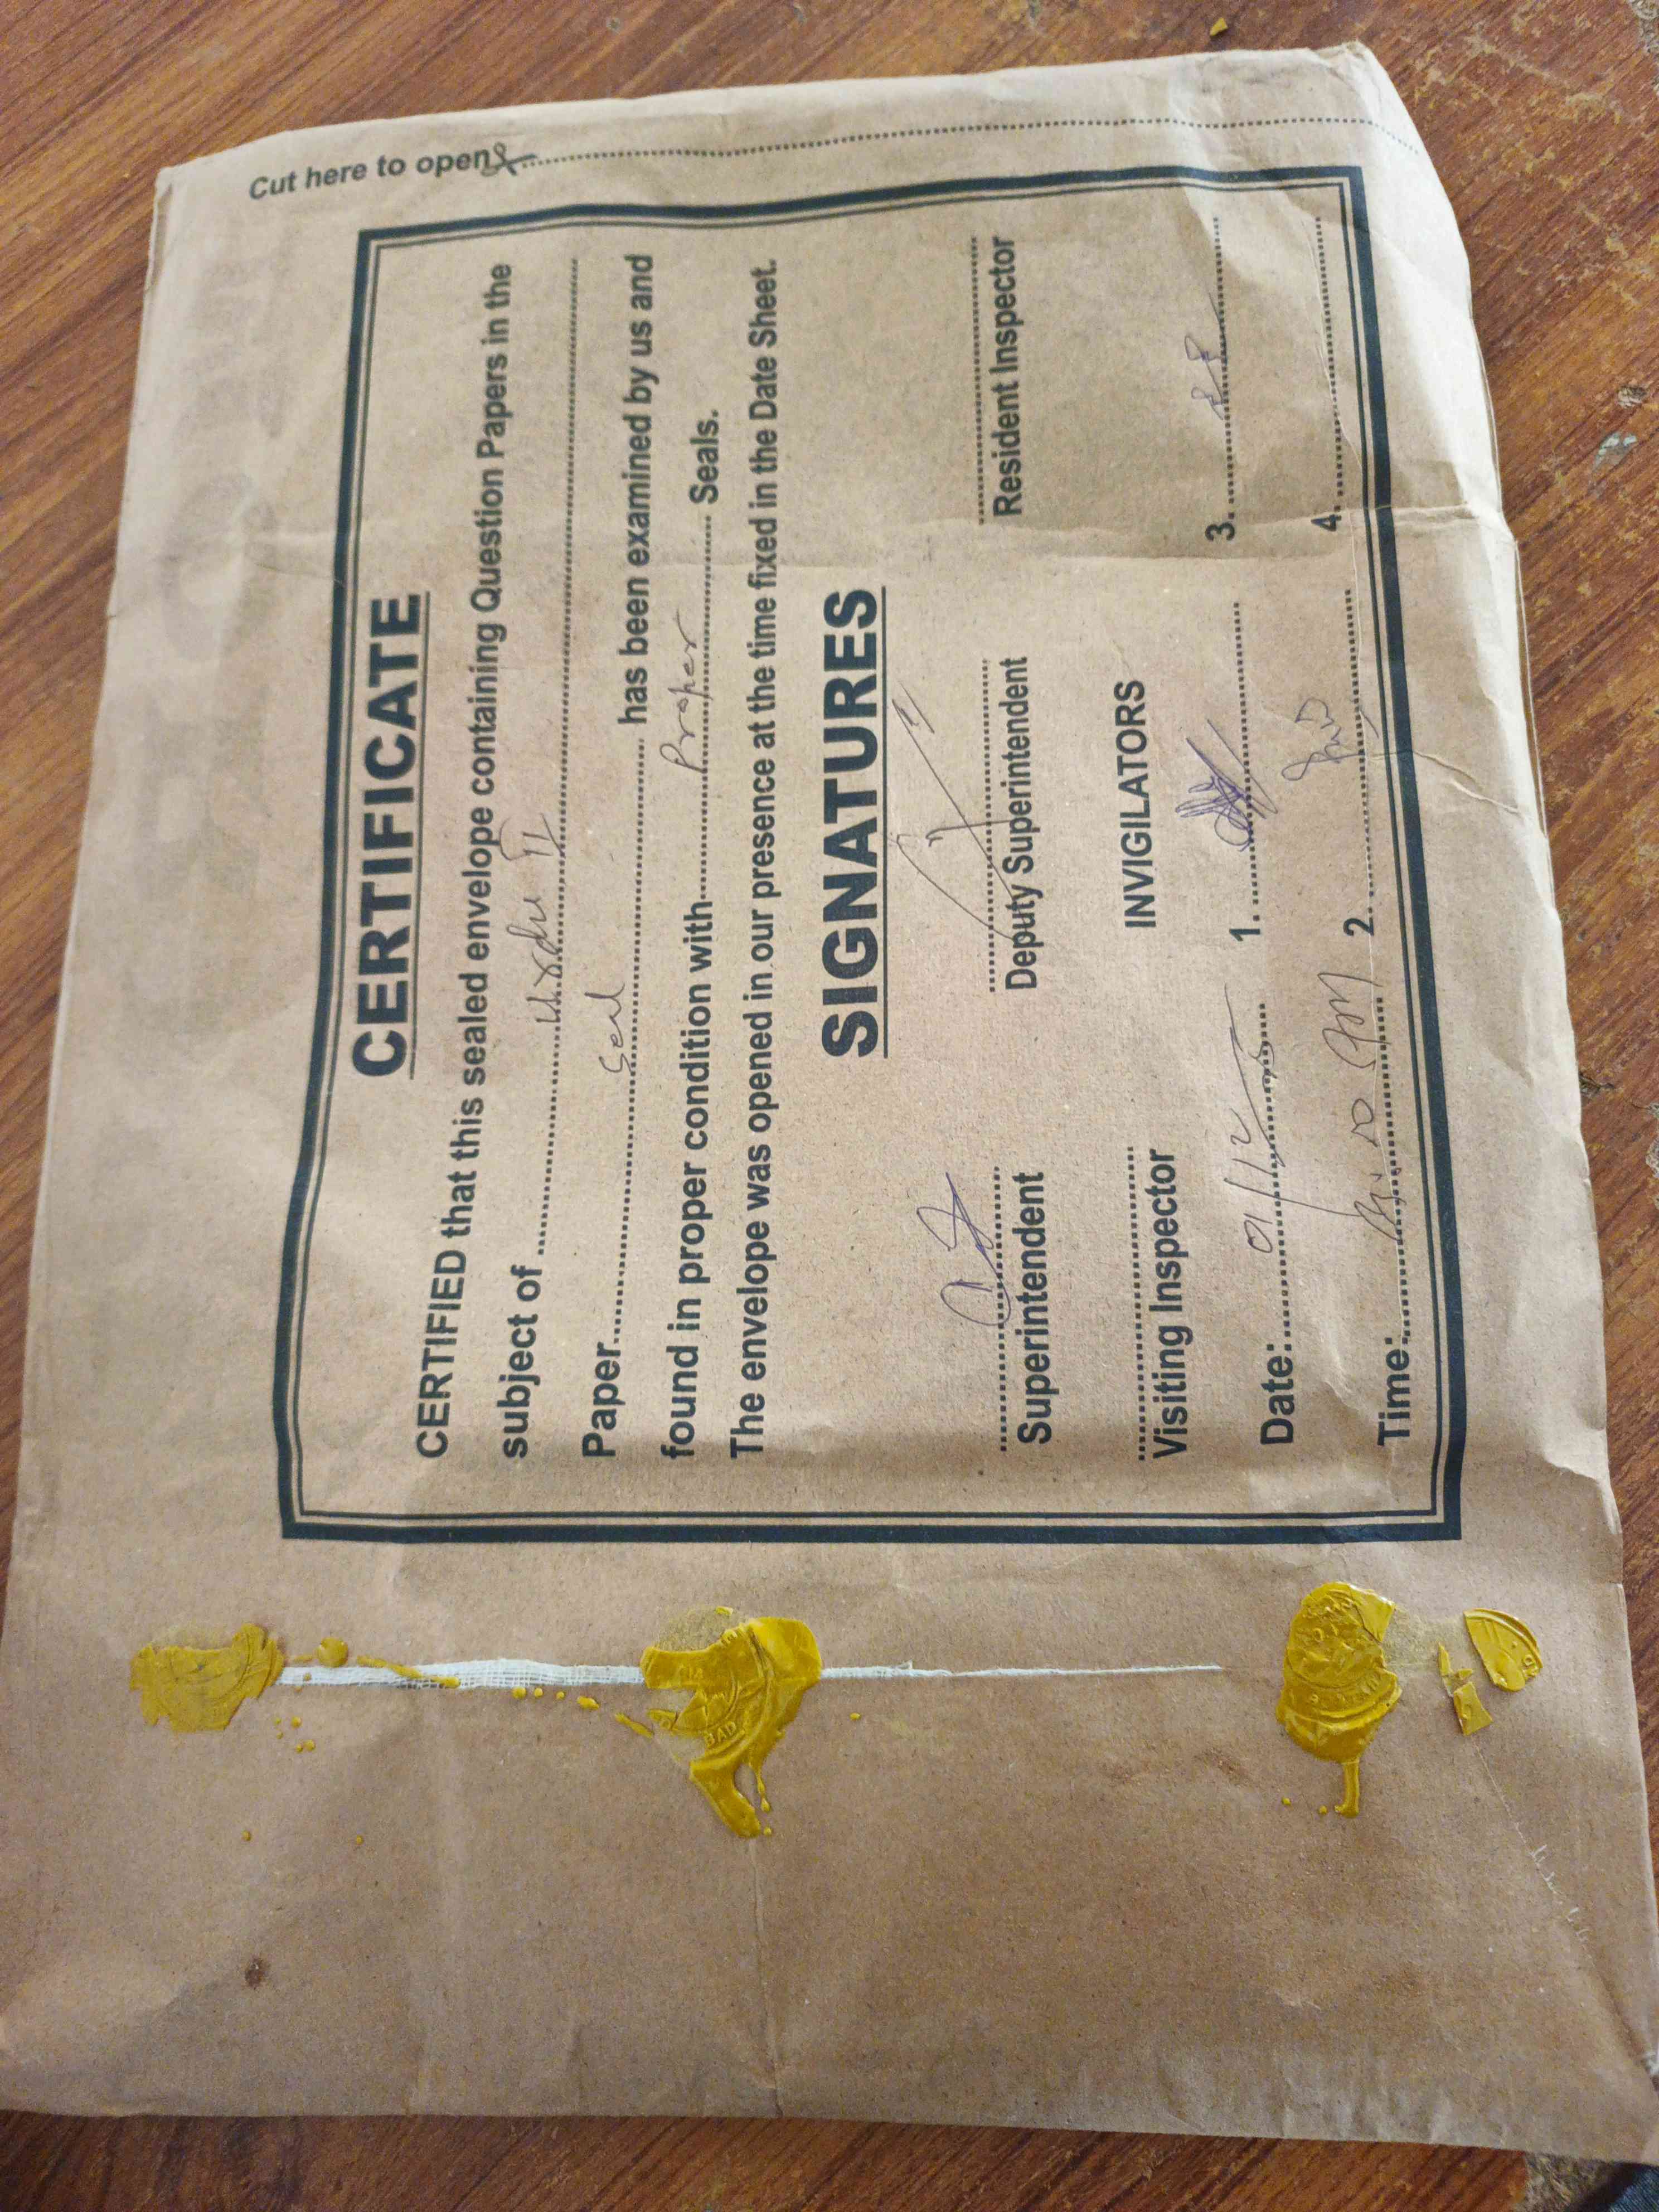 Cut here to open
CERTIFICATE
CERTIFIED that this sealed envelope containing Question Papers in the
subject of Urdu II
Paper Seal has been examined by us and
found in proper condition with Proper Seals.
The envelope was opened in our presence at the time fixed in the Date Sheet.
SIGNATURES
Superintendent Deputy Superintendent Resident Inspector
Visiting Inspector INVIGILATORS
Date: 01/12 1. 3.
Time: 2. 4.
BAD